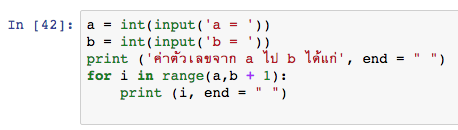 In [42]: a = int(input('a = '))
b = int(input('b = '))
print ('ค่าตัวเลขจาก a ไป b ได้แก่', end = " ")
for i in range(a,b + 1):
    print (i, end = " ")